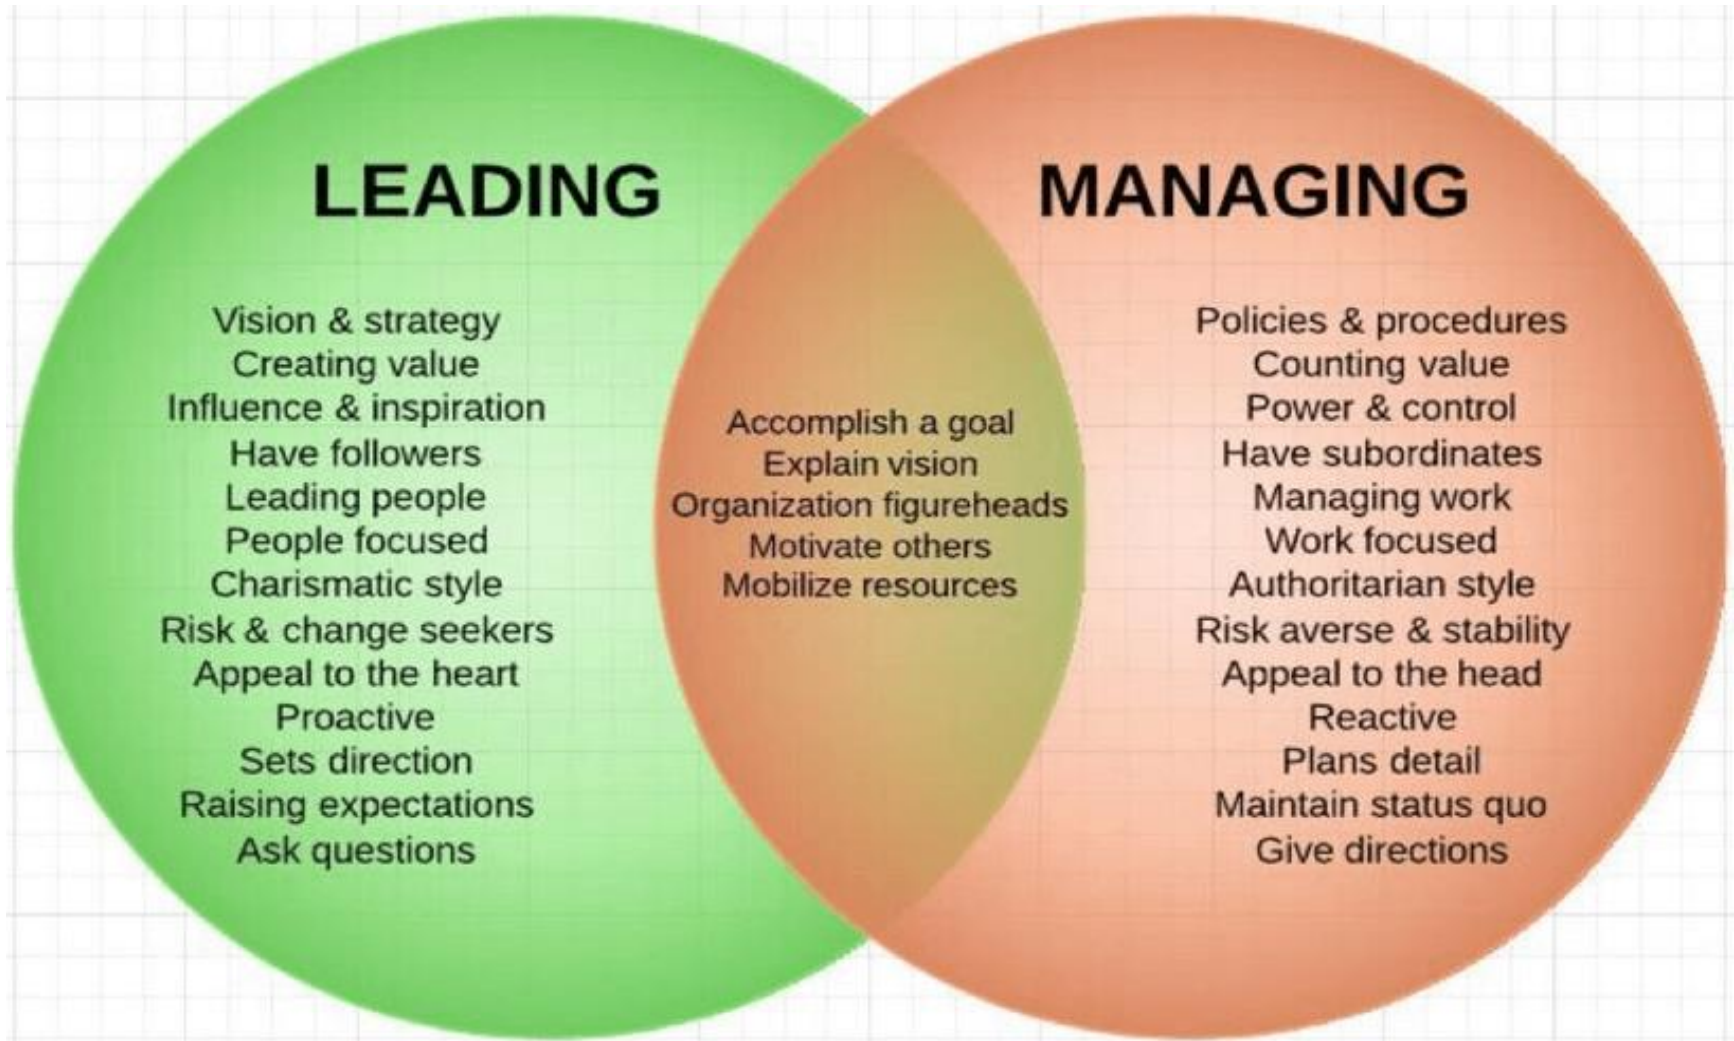 LEADING
Vision & strategy
Creating value
Influence & inspiration
Have followers
Leading people
People focused
Charismatic style
Risk & change seekers
Appeal to the heart
Proactive
Sets direction
Raising expectations
Ask questions
Accomplish a goal
Explain vision
Organization figureheads
Motivate others
Mobilize resources
MANAGING
Policies & procedures
Counting value
Power & control
Have subordinates
Managing work
Work focused
Authoritarian style
Risk averse & stability
Appeal to the head
Reactive
Plans detail
Maintain status quo
Give directions